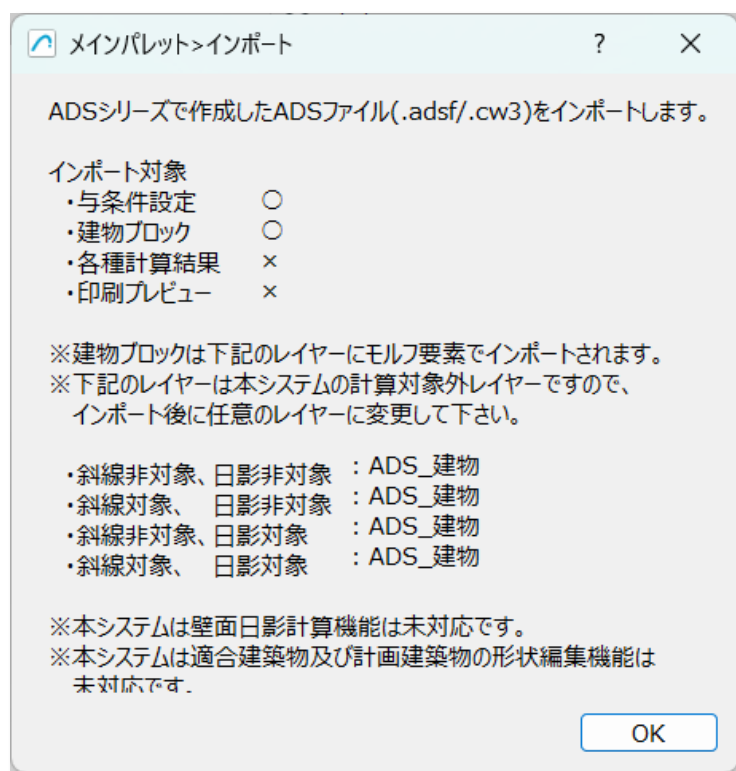 メインパレット>インポート ?
ADSシリーズで作成したADSファイル(.adsf/.cw3)をインポートします。
インポート対象
・与条件設定 ○
・建物ブロック ○
・各種計算結果 ×
・印刷プレビュー ×
※建物ブロックは下記のレイヤーにモルフ要素でインポートされます。
※下記のレイヤーは本システムの計算対象外レイヤーですので、
インポート後に任意のレイヤーに変更して下さい。
・斜線非対象、日影非対象 : ADS_建物
・斜線対象、 日影非対象 : ADS_建物
・斜線非対象、日影対象 : ADS_建物
・斜線対象、 日影対象 : ADS_建物
※本システムは壁面日影計算機能は未対応です。
※本システムは適合建築物及び計画建築物の形状編集機能は
未対応です。
OK